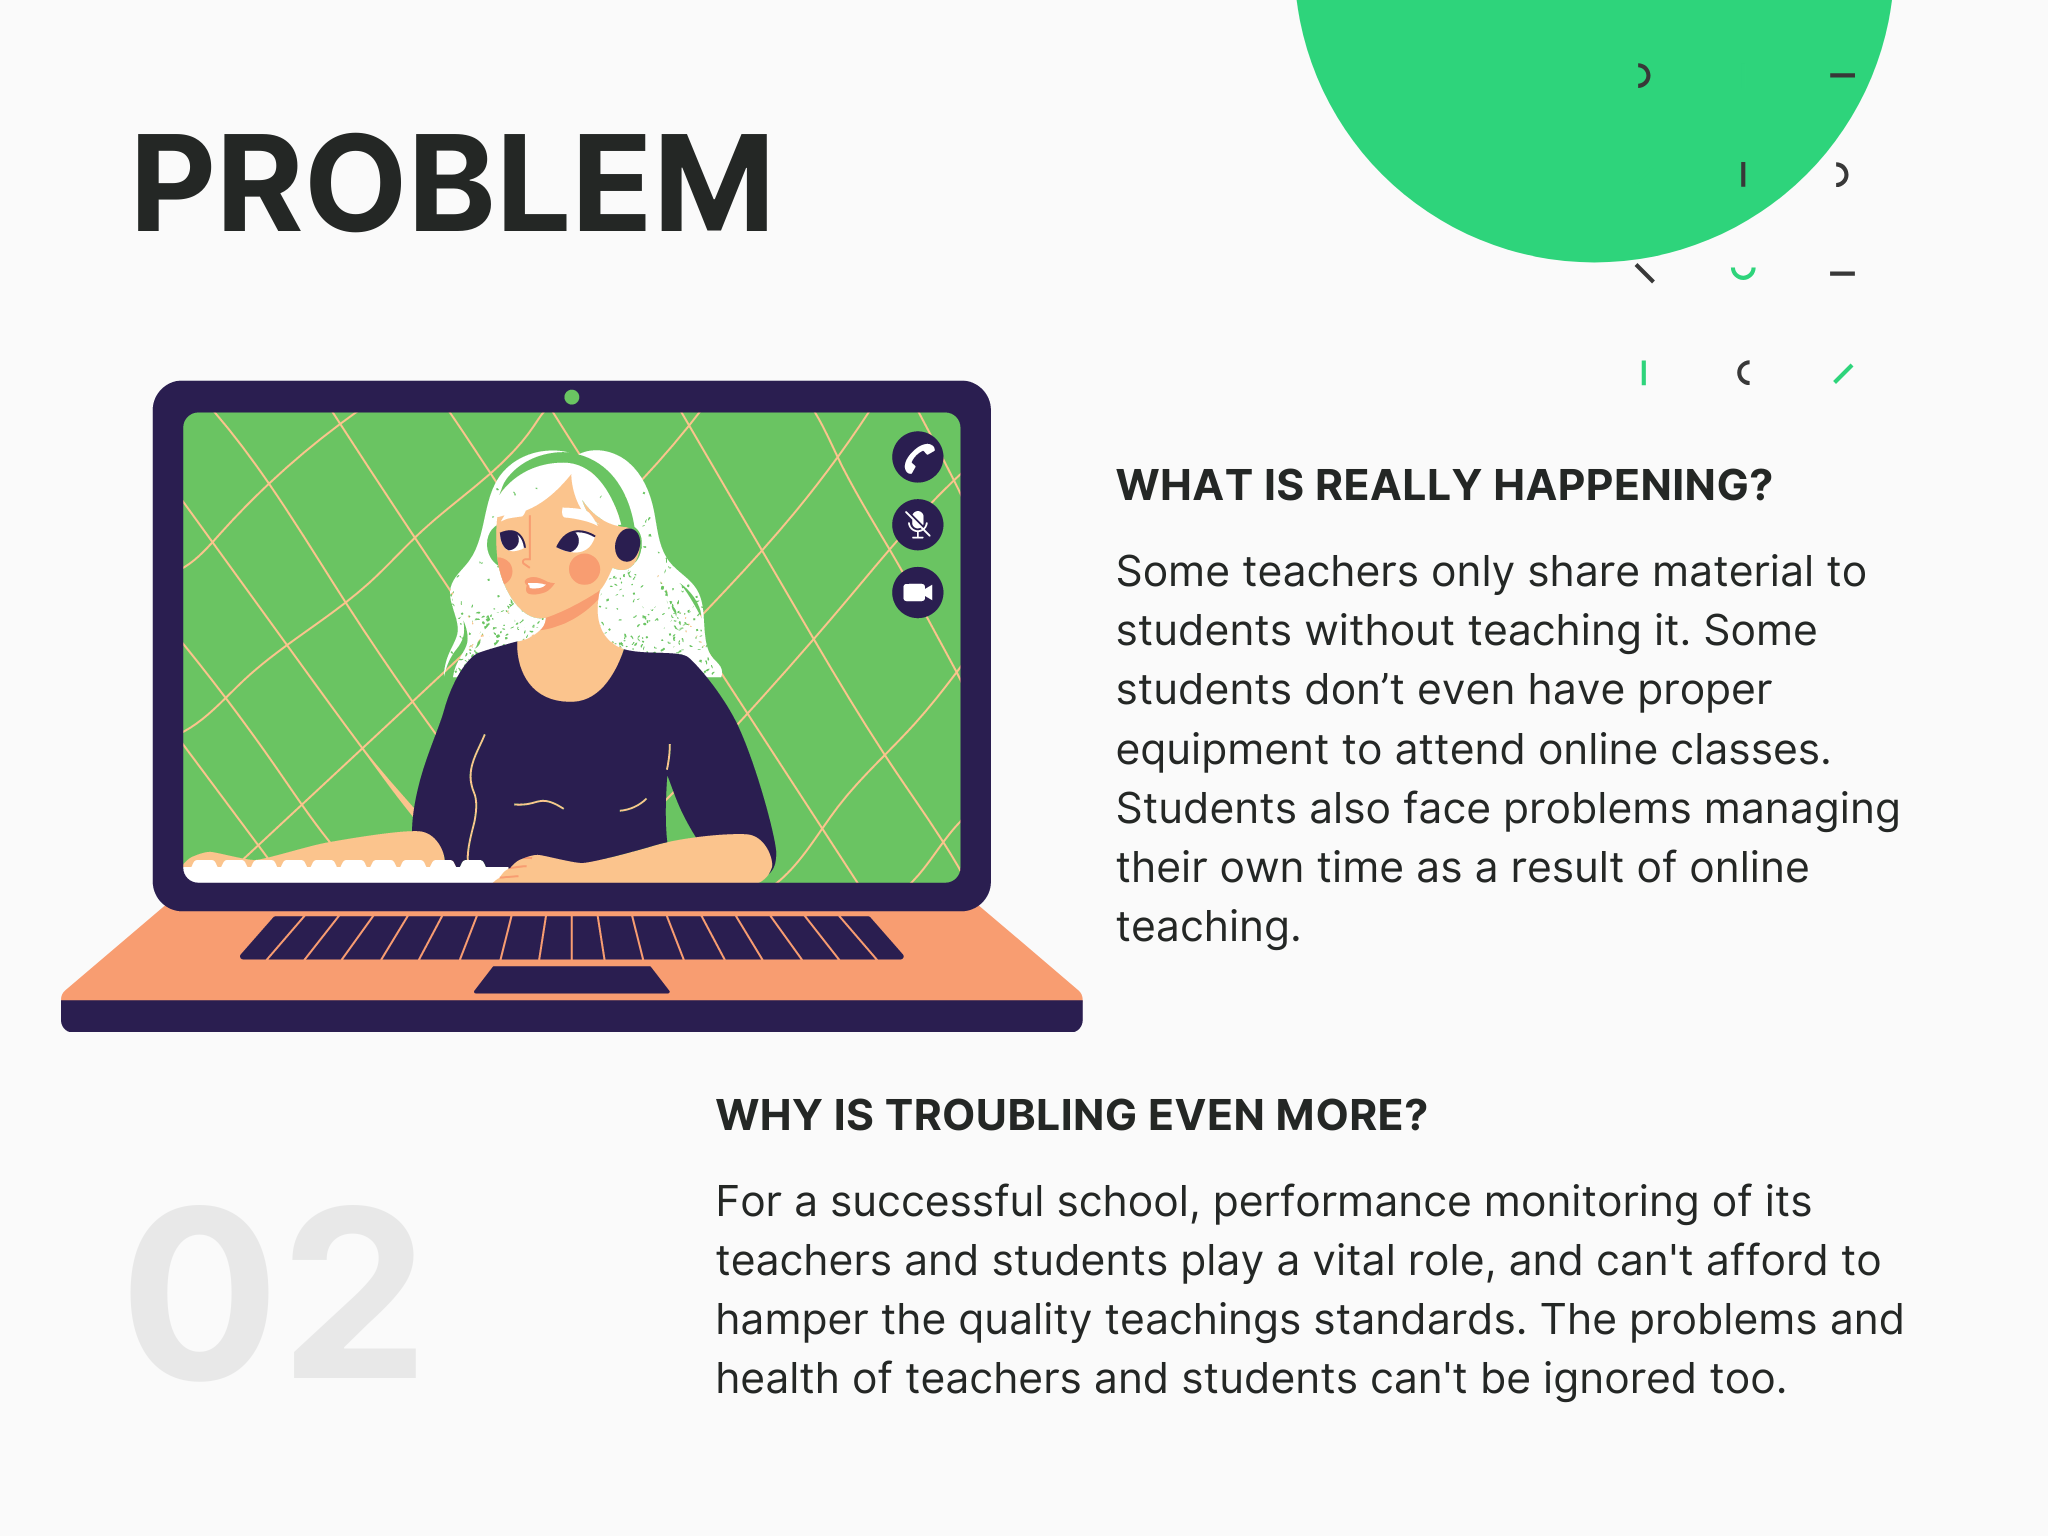 PROBLEM
WHAT IS REALLY HAPPENING?
Some teachers only share material to
students without teaching it. Some
students don’t even have proper
equipment to attend online classes.
Students also face problems managing
their own time as a result of online
teaching.
WHY IS TROUBLING EVEN MORE?
For a successful school, performance monitoring of its
teachers and students play a vital role, and can't afford to
hamper the quality teachings standards. The problems and
health of teachers and students can't be ignored too.
02